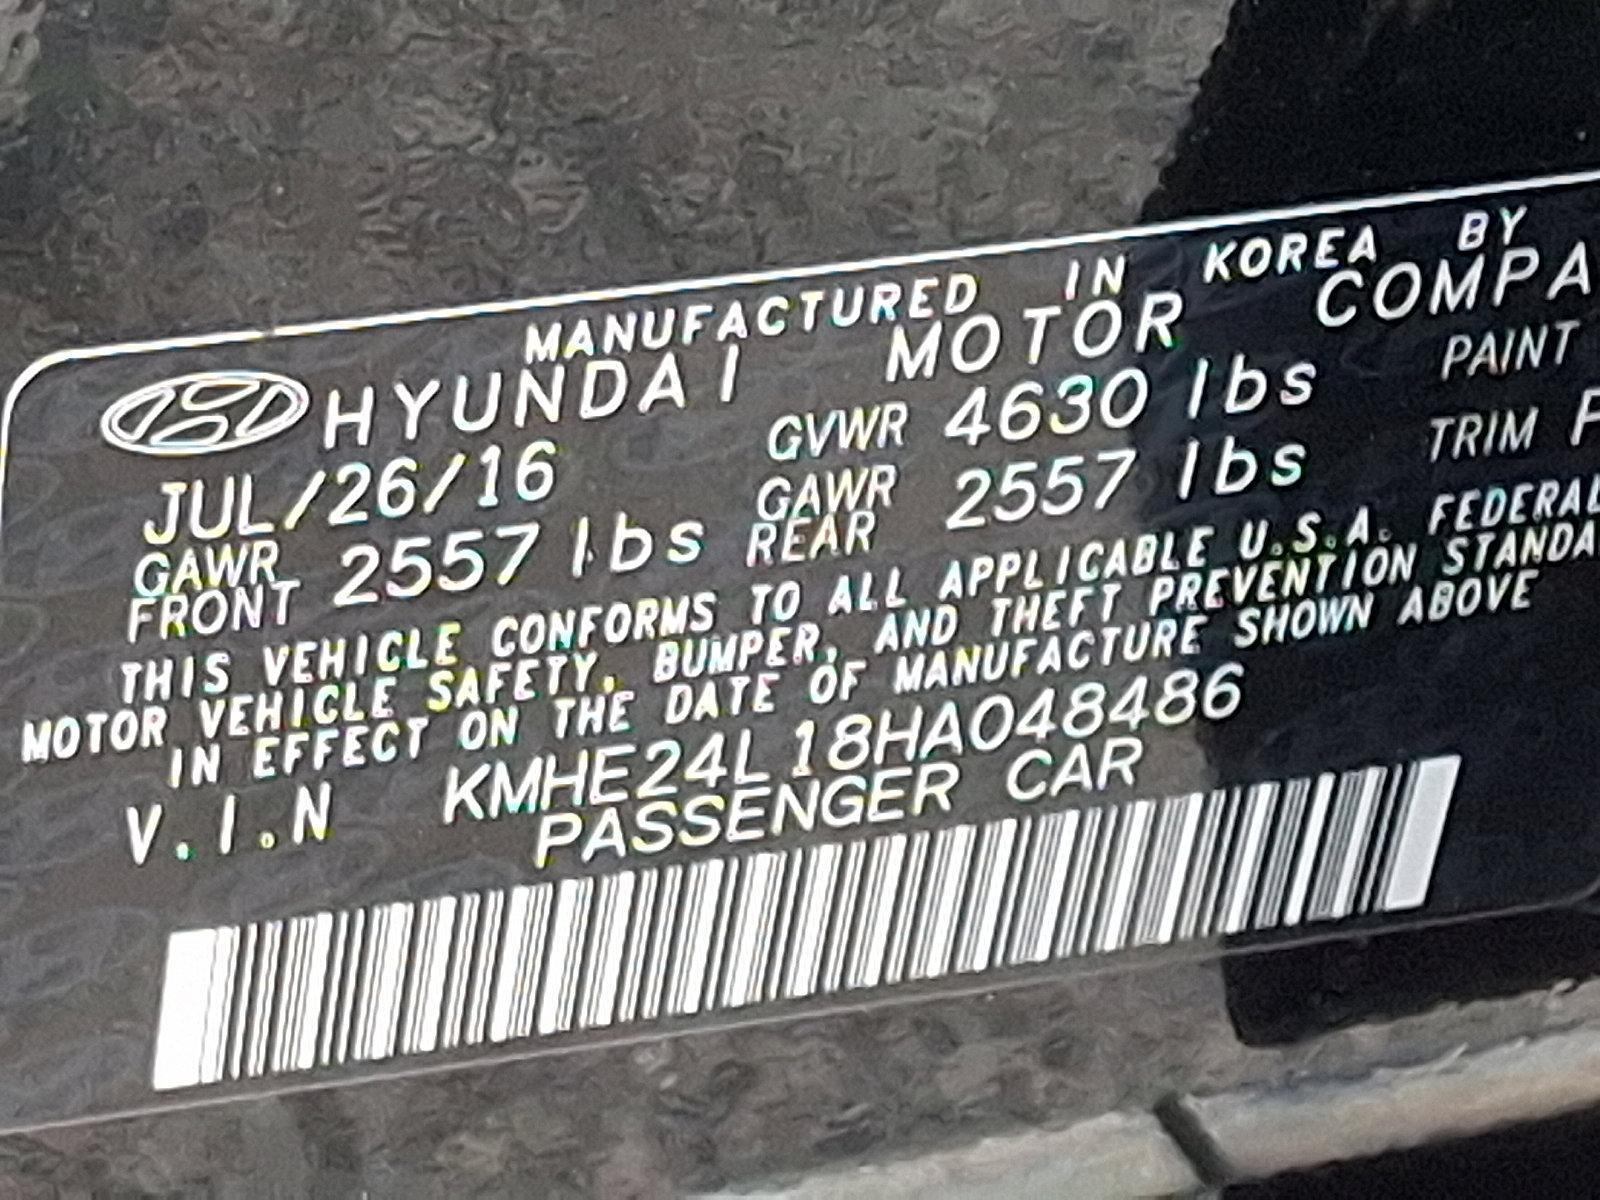 MANUFACTURED IN KOREA BY
HYUNDAI MOTOR COMPA
JUL/26/16 GVWR 4630 lbs PAINT
GAWR FRONT 2557 lbs GAWR REAR 2557 lbs TRIM F
THIS VEHICLE CONFORMS TO ALL APPLICABLE U.S.A. FEDERAL
MOTOR VEHICLE SAFETY, BUMPER, AND THEFT PREVENTION STANDA
IN EFFECT ON THE DATE OF MANUFACTURE SHOWN ABOVE
V.I.N KMHE24L18HA048486
PASSENGER CAR